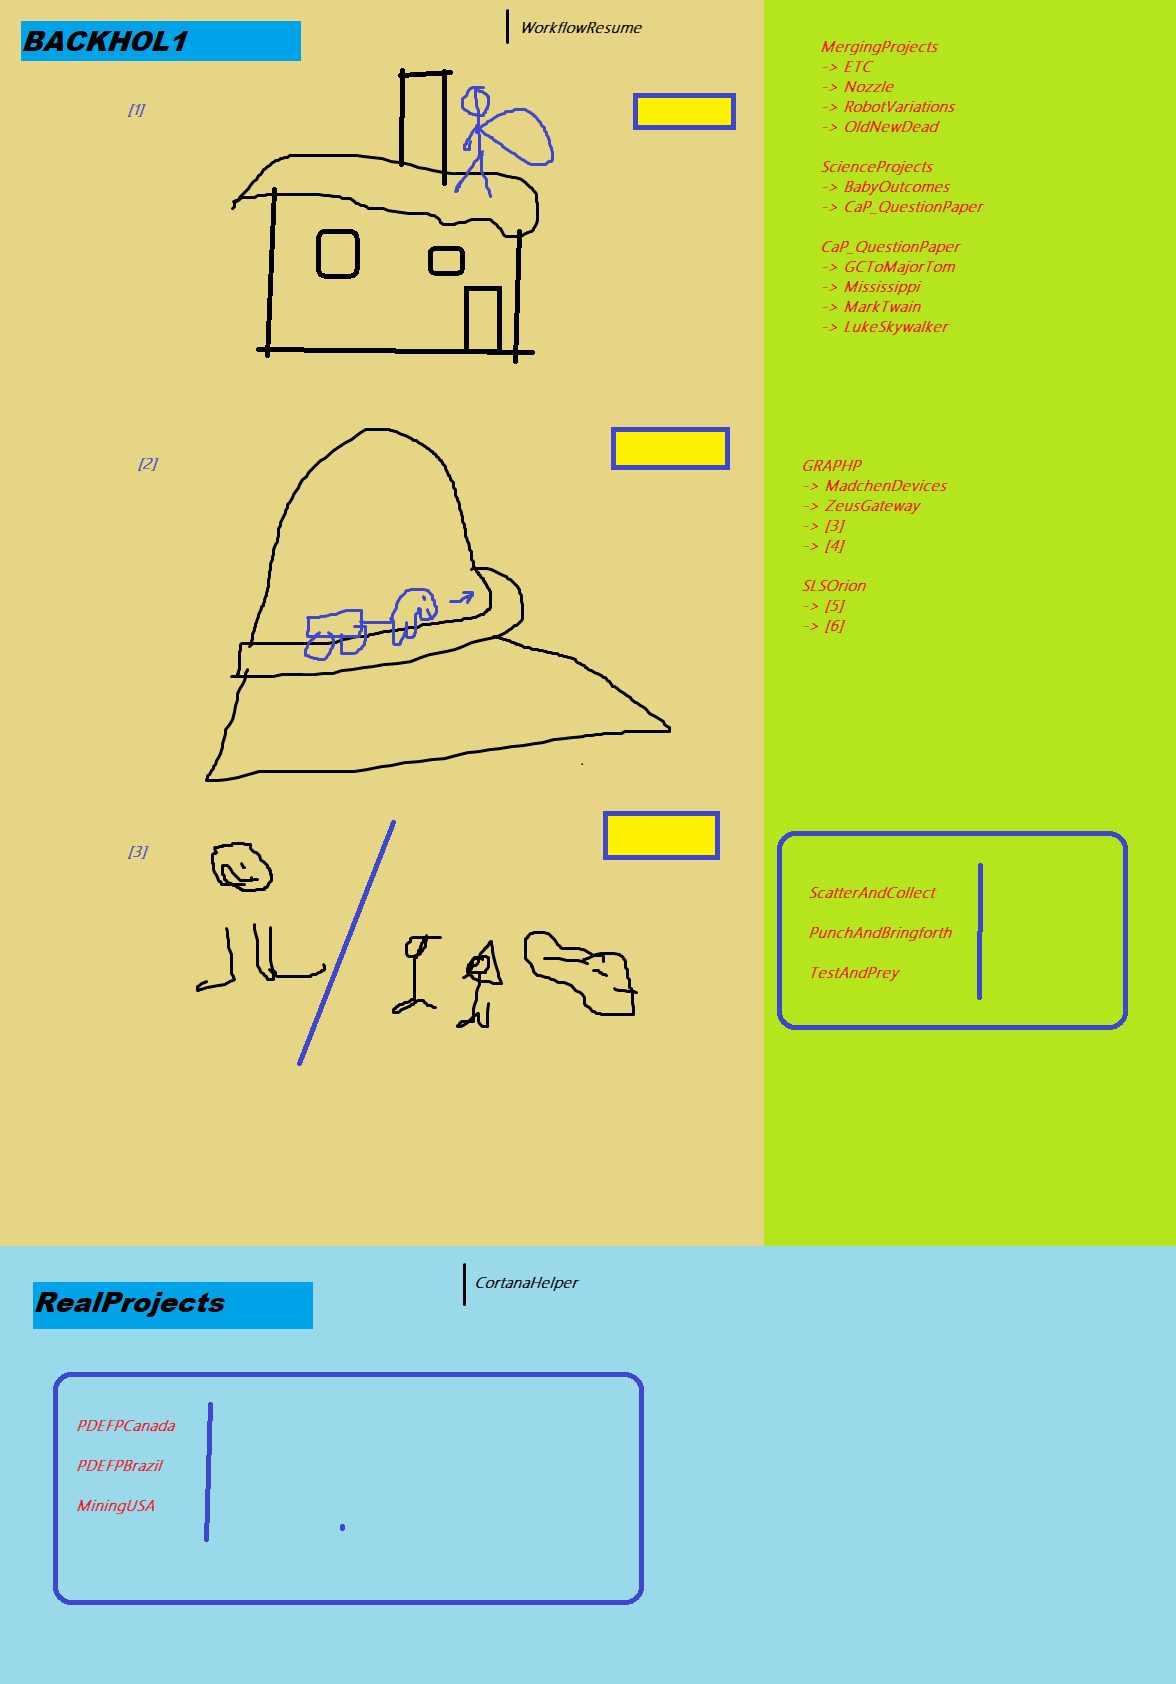 BACKHOL1
WorkflowResume
[1]
MergingProjects
-> ETC
-> Nozzle
-> RobotVariations
-> OldNewDead
ScienceProjects
-> BabyOutcomes
-> CaP_QuestionPaper
CaP_QuestionPaper
-> GCToMajorTom
-> Mississippi
-> MarkTwain
-> LukeSkywalker
[2]
GRAPHP
-> MadchenDevices
-> ZeusGateway
-> [3]
-> [4]
SLSOrion
-> [5]
-> [6]
[3]
ScatterAndCollect
PunchAndBringforth
TestAndPrey
RealProjects
CortanaHelper
PDEFPCanada
PDEFPBrazil
MiningUSA